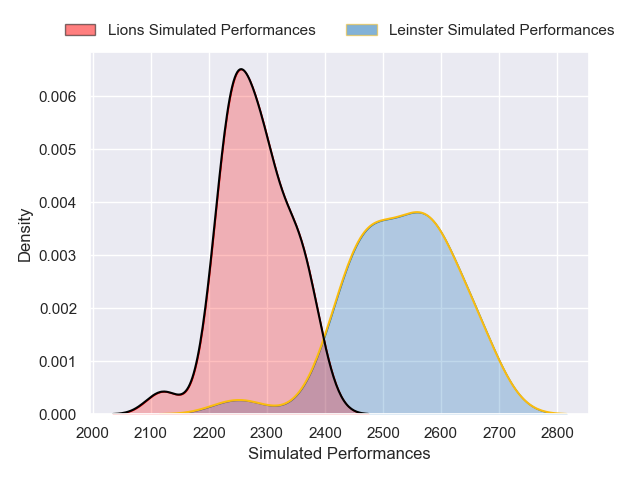 Lions Simulated Performances Leinster Simulated Performances
0.006
0.005
0.004
0.003
0.002
0.001
0.000
Density
2000 2100 2200 2300 2400 2500 2600 2700 2800
Simulated Performances